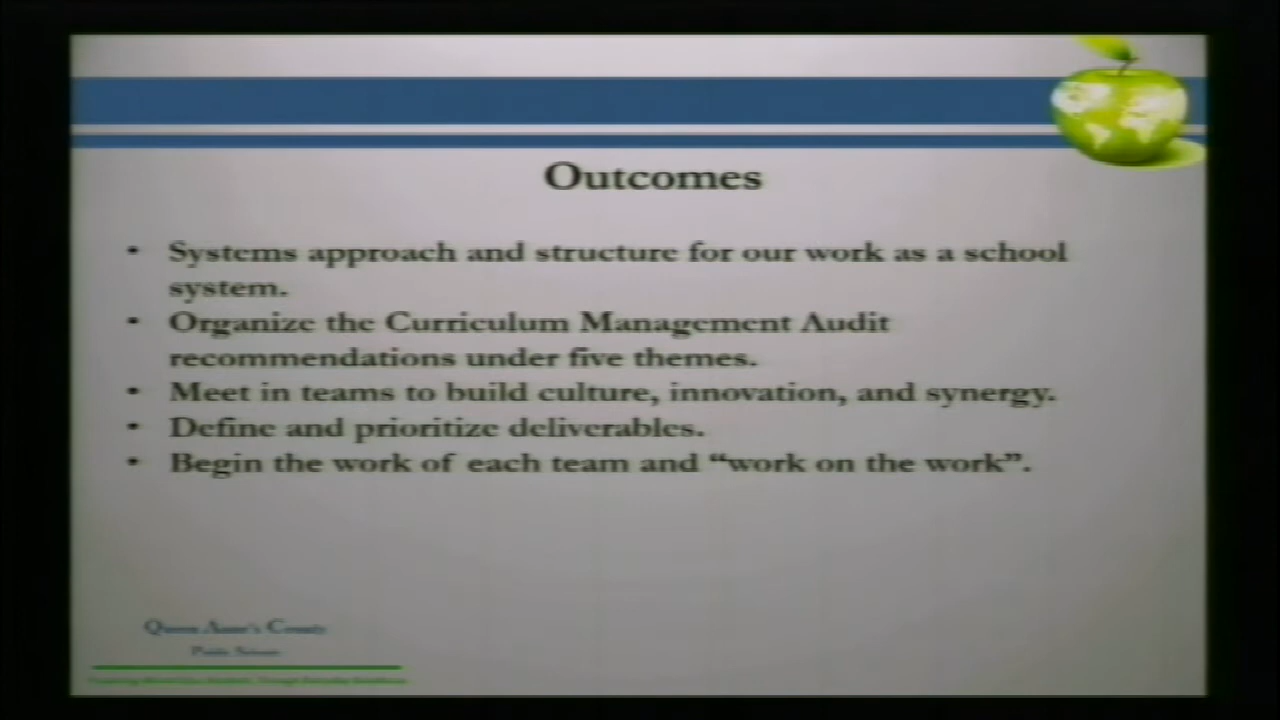 Outcomes
• Systems approach and structure for our work as a school
system.
• Organize the Curriculum Management Audit
recommendations under five themes.
• Meet in teams to build culture, innovation, and synergy.
• Define and prioritize deliverables.
• Begin the work of each team and “work on the work”.
Queen Anne's County